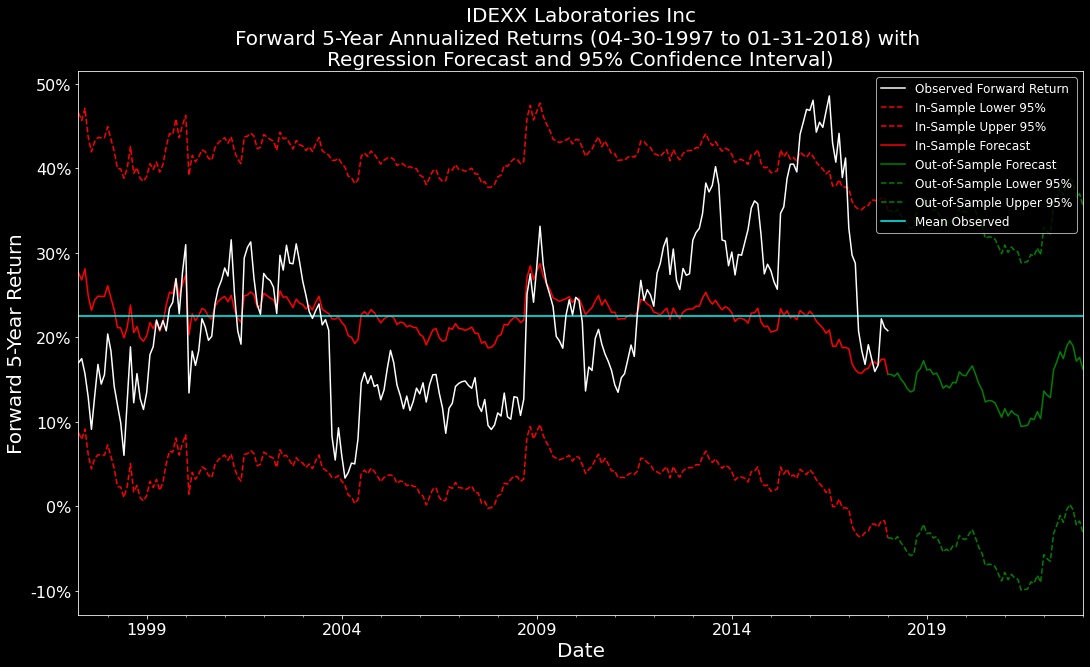 IDEXX Laboratories Inc
Forward 5-Year Annualized Returns (04-30-1997 to 01-31-2018) with
Regression Forecast and 95% Confidence Interval)
50%
40%
30%
20%
10%
0%
-10%
Forward 5-Year Return
Observed Forward Return
In-Sample Lower 95%
In-Sample Upper 95%
In-Sample Forecast
Out-of-Sample Forecast
Out-of-Sample Lower 95%
Out-of-Sample Upper 95%
Mean Observed
1999
2004
2009
2014
2019
Date